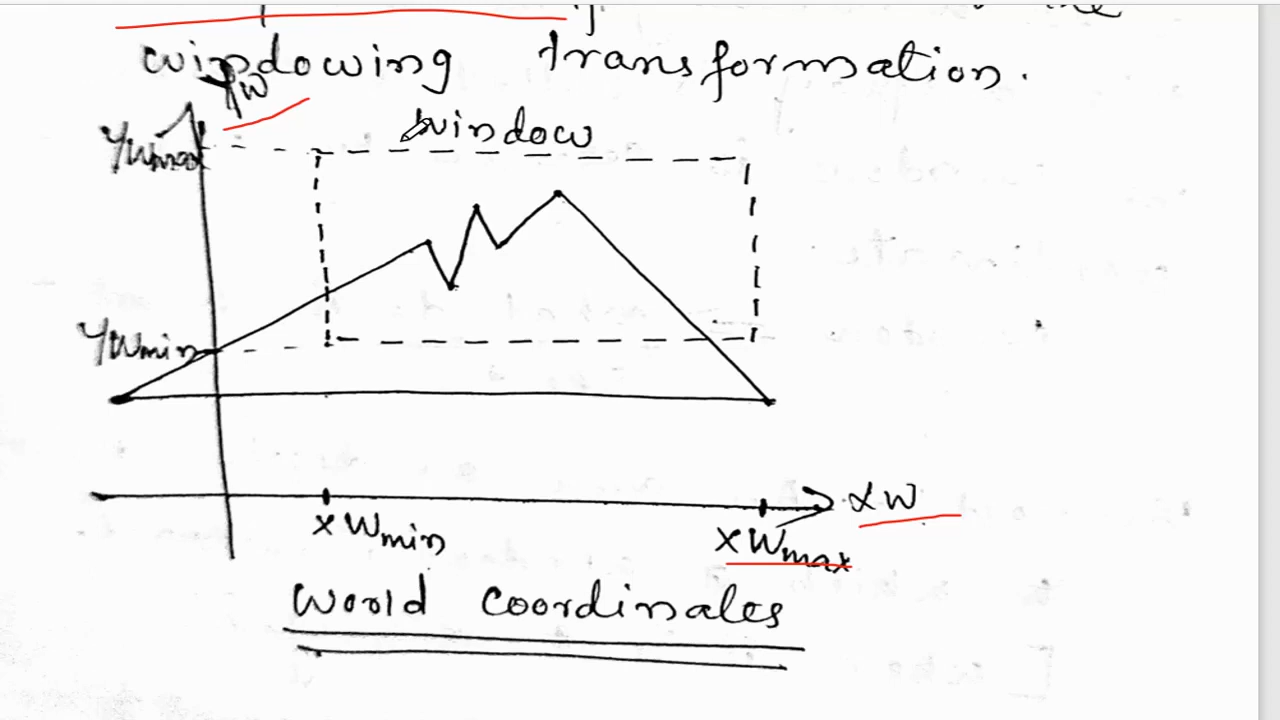 windowing transformation.
Yw
window
YWmax
YWmin
XW
XWmin
XWmax
World Coordinates